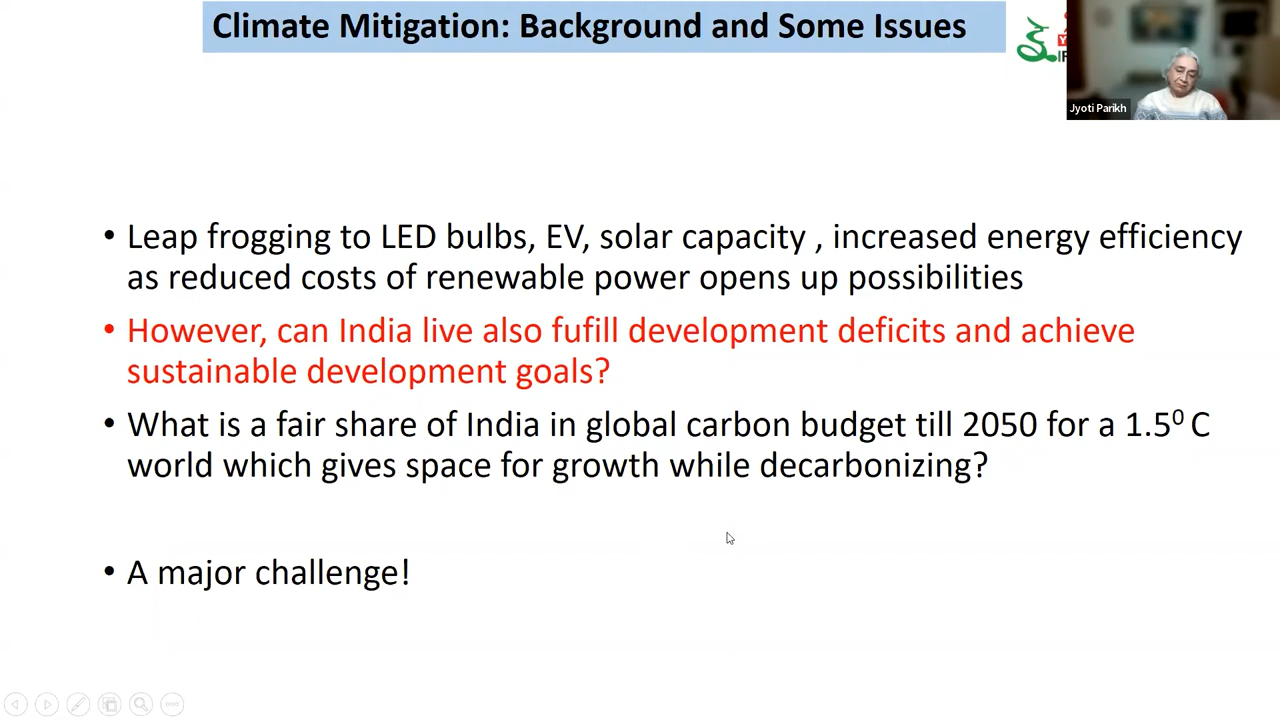 Climate Mitigation: Background and Some Issues
Jyoti Parikh
• Leap frogging to LED bulbs, EV, solar capacity , increased energy efficiency
as reduced costs of renewable power opens up possibilities
• However, can India live also fufill development deficits and achieve
sustainable development goals?
• What is a fair share of India in global carbon budget till 2050 for a 1.5⁰ C
world which gives space for growth while decarbonizing?
• A major challenge!